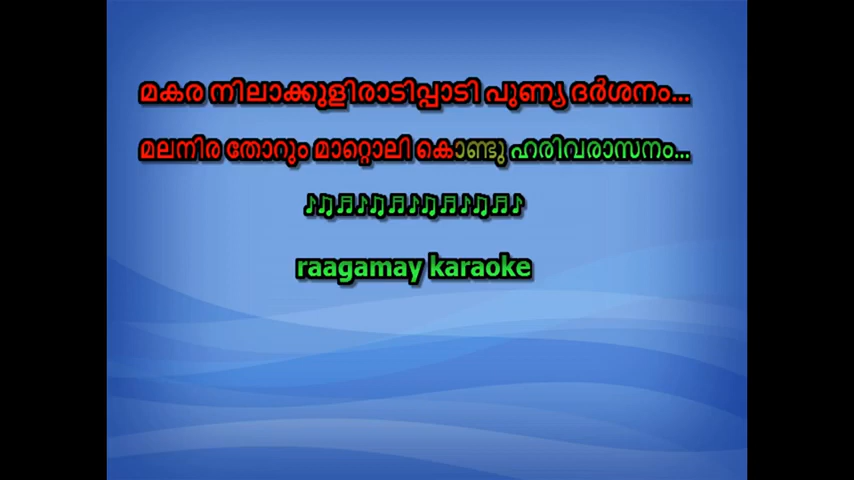 മകര നിലാക്കുളിരാടിപ്പാടി പുണ്യ ദർശനം...
മലനിര തോറും മാറ്റൊലി കൊണ്ടു ഹരിവരാസനം...
♪♫♬♪♫♬♪♫♬♪♫♬♪
raagamay karaoke